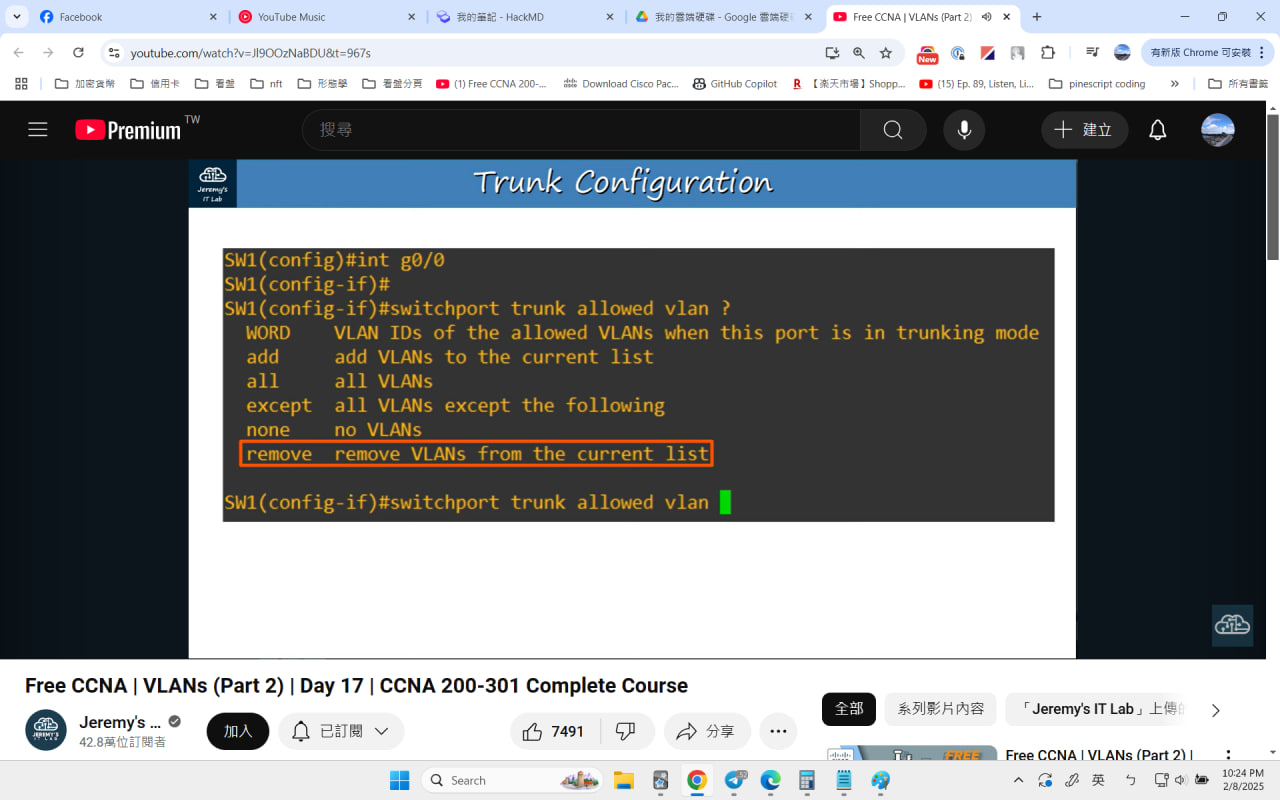 Facebook
YouTube Music
我的筆記 - HackMD
我的雲端硬碟 - Google 雲端硬碟
Free CCNA | VLANs (Part 2)
youtube.com/watch?v=Jl9OOzNaBDU&t=967s
New
有新版 Chrome 可安裝
加密貨幣
信用卡
看盤
nft
形態學
看盤分頁
(1) Free CCNA 200-...
Download Cisco Pac...
GitHub Copilot
【楽天市場】Shopp...
(15) Ep. 89, Listen, Li...
pinescript coding
所有書籤
Premium TW
搜尋
建立
Jeremy's
IT Lab
Trunk Configuration
SW1(config)#int g0/0
SW1(config-if)#
SW1(config-if)#switchport trunk allowed vlan ?
WORD VLAN IDs of the allowed VLANs when this port is in trunking mode
add add VLANs to the current list
all all VLANs
except all VLANs except the following
none no VLANs
remove remove VLANs from the current list
SW1(config-if)#switchport trunk allowed vlan
Free CCNA | VLANs (Part 2) | Day 17 | CCNA 200-301 Complete Course
Jeremy's ...
42.8萬位訂閱者
加入
已訂閱
7491
分享
全部
系列影片內容
「Jeremy's IT Lab」上傳的
FREE
Free CCNA | VLANs (Part 2) |
Search
英
10:24 PM
2/8/2025